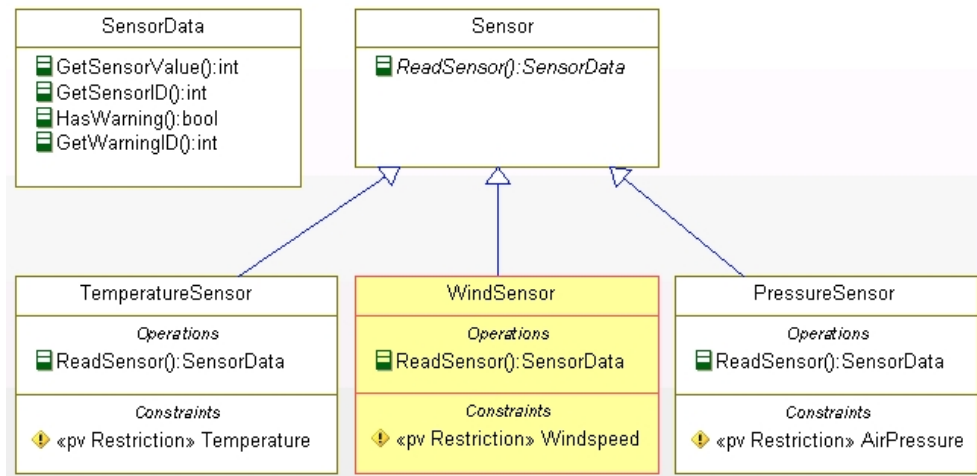 SensorData
GetSensorValue():int
GetSensorID():int
HasWarning():bool
GetWarningID():int
Sensor
ReadSensor():SensorData
TemperatureSensor
Operations
ReadSensor():SensorData
Constraints
«pv Restriction» Temperature
WindSensor
Operations
ReadSensor():SensorData
Constraints
«pv Restriction» Windspeed
PressureSensor
Operations
ReadSensor():SensorData
Constraints
«pv Restriction» AirPressure